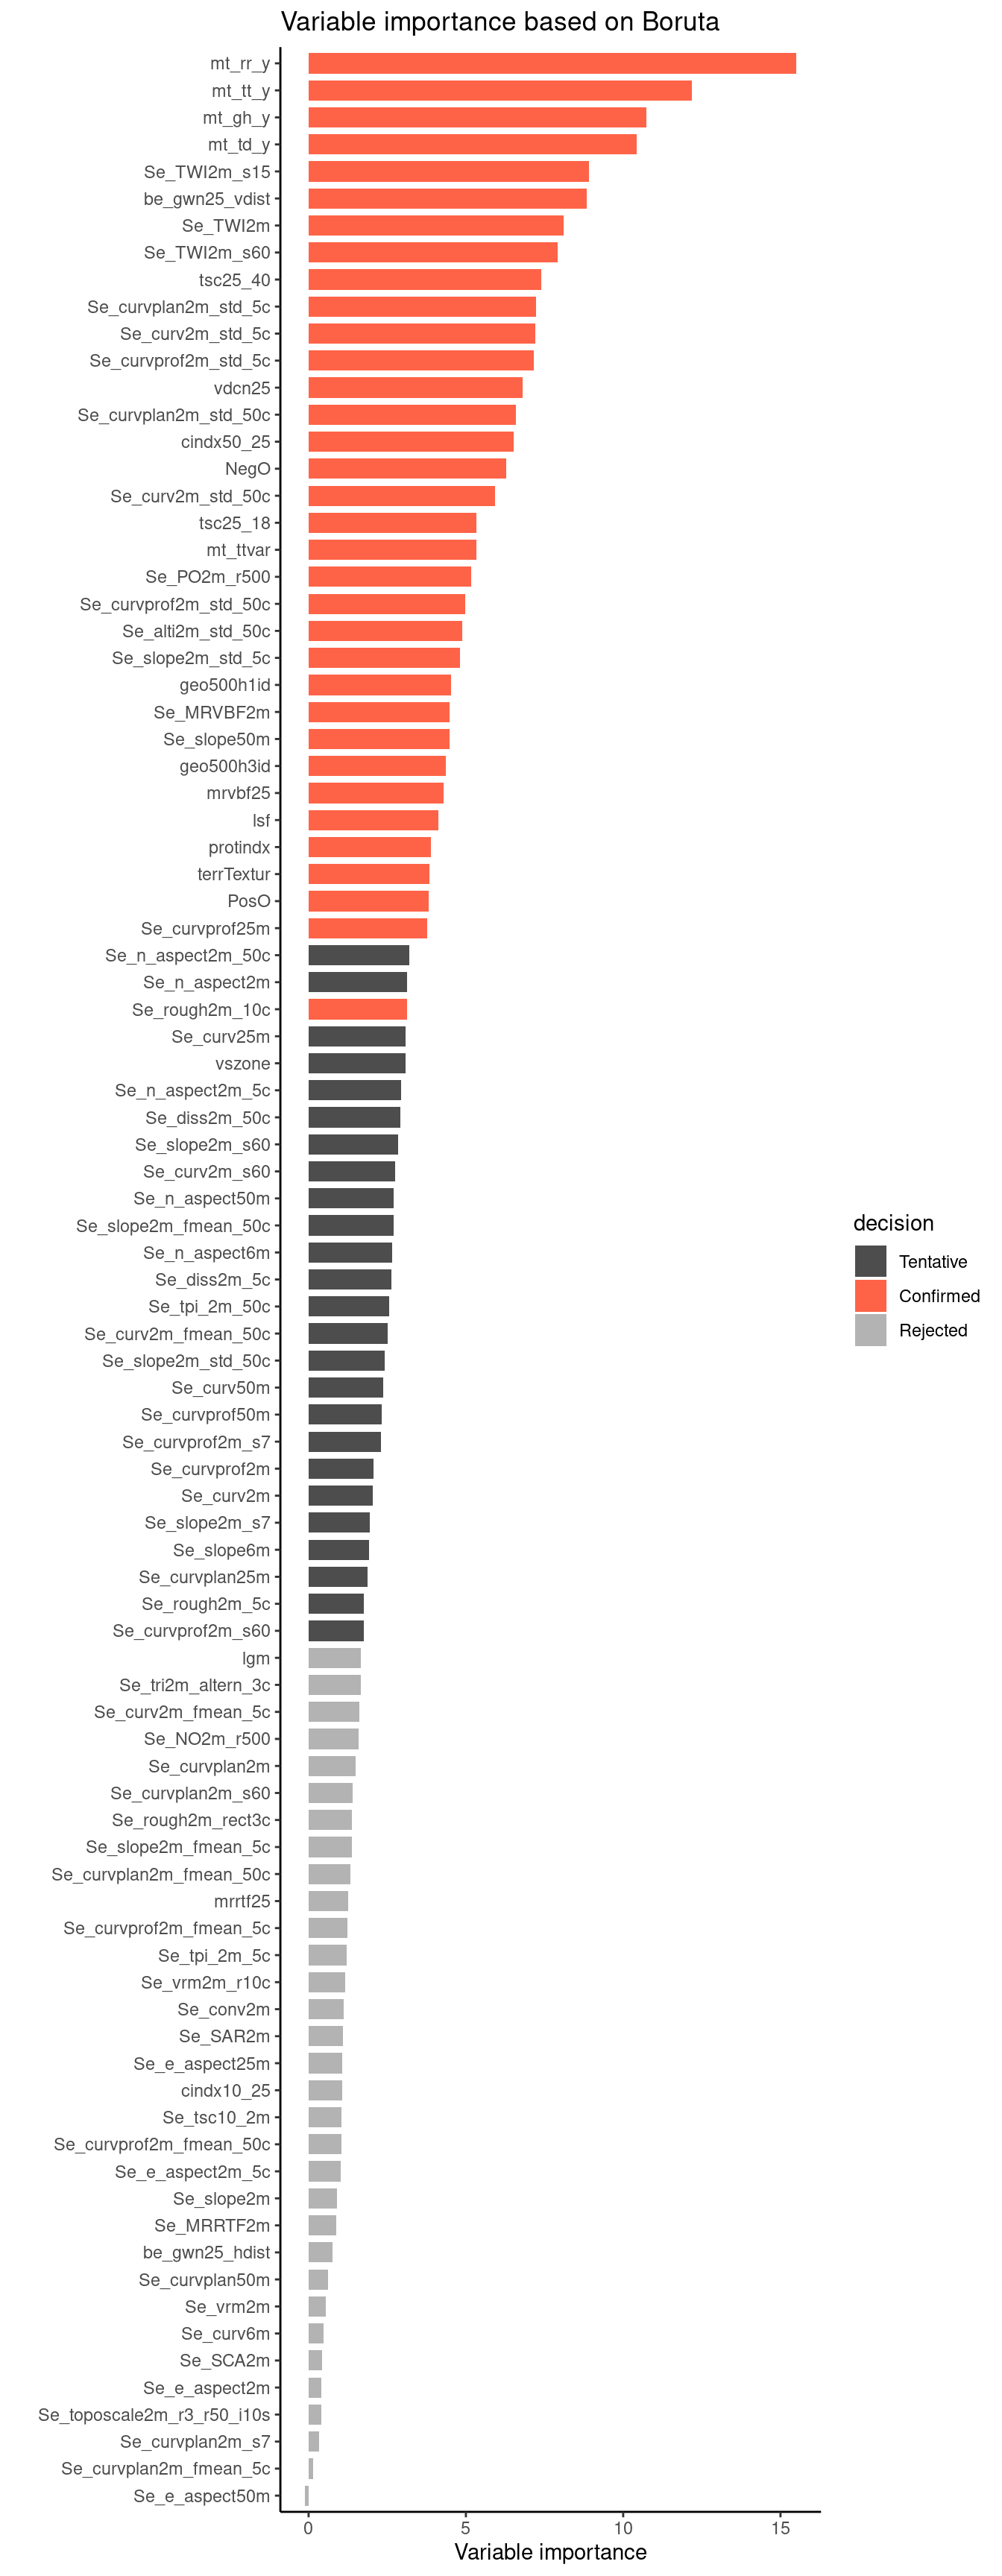 Variable importance based on Boruta
mt_rr_y
mt_tt_y
mt_gh_y
mt_td_y
Se_TWI2m_s15
be_gwn25_vdist
Se_TWI2m
Se_TWI2m_s60
tsc25_40
Se_curvplan2m_std_5c
Se_curv2m_std_5c
Se_curvprof2m_std_5c
vdcn25
Se_curvplan2m_std_50c
cindx50_25
NegO
Se_curv2m_std_50c
tsc25_18
mt_ttvar
Se_PO2m_r500
Se_curvprof2m_std_50c
Se_alti2m_std_50c
Se_slope2m_std_5c
geo500h1id
Se_MRVBF2m
Se_slope50m
geo500h3id
mrvbf25
lsf
protindx
terrTextur
PosO
Se_curvprof25m
Se_n_aspect2m_50c
Se_n_aspect2m
Se_rough2m_10c
Se_curv25m
vszone
Se_n_aspect2m_5c
Se_diss2m_50c
Se_slope2m_s60
Se_curv2m_s60
Se_n_aspect50m
Se_slope2m_fmean_50c
Se_n_aspect6m
Se_diss2m_5c
Se_tpi_2m_50c
Se_curv2m_fmean_50c
Se_slope2m_std_50c
Se_curv50m
Se_curvprof50m
Se_curvprof2m_s7
Se_curvprof2m
Se_curv2m
Se_slope2m_s7
Se_slope6m
Se_curvplan25m
Se_rough2m_5c
Se_curvprof2m_s60
lgm
Se_tri2m_altern_3c
Se_curv2m_fmean_5c
Se_NO2m_r500
Se_curvplan2m
Se_curvplan2m_s60
Se_rough2m_rect3c
Se_slope2m_fmean_5c
Se_curvplan2m_fmean_50c
mrrtf25
Se_curvprof2m_fmean_5c
Se_tpi_2m_5c
Se_vrm2m_r10c
Se_conv2m
Se_SAR2m
Se_e_aspect25m
cindx10_25
Se_tsc10_2m
Se_curvprof2m_fmean_50c
Se_e_aspect2m_5c
Se_slope2m
Se_MRRTF2m
be_gwn25_hdist
Se_curvplan50m
Se_vrm2m
Se_curv6m
Se_SCA2m
Se_e_aspect2m
Se_toposcale2m_r3_r50_i10s
Se_curvplan2m_s7
Se_curvplan2m_fmean_5c
Se_e_aspect50m
0 5 10 15
Variable importance
decision
Tentative
Confirmed
Rejected